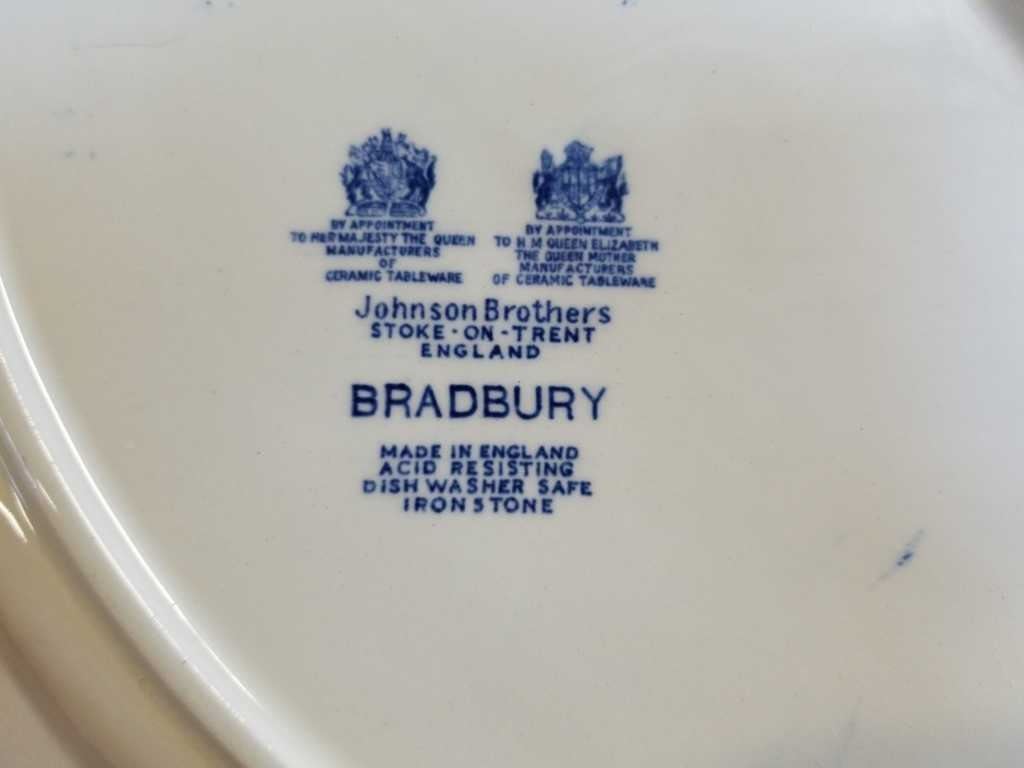 BY APPOINTMENT
TO HER MAJESTY THE QUEEN
MANUFACTURERS
OF
CERAMIC TABLEWARE
BY APPOINTMENT
TO H M QUEEN ELIZABETH
THE QUEEN MOTHER
MANUFACTURERS
OF CERAMIC TABLEWARE
Johnson Brothers
STOKE-ON-TRENT
ENGLAND
BRADBURY
MADE IN ENGLAND
ACID RESISTING
DISH WASHER SAFE
IRONSTONE